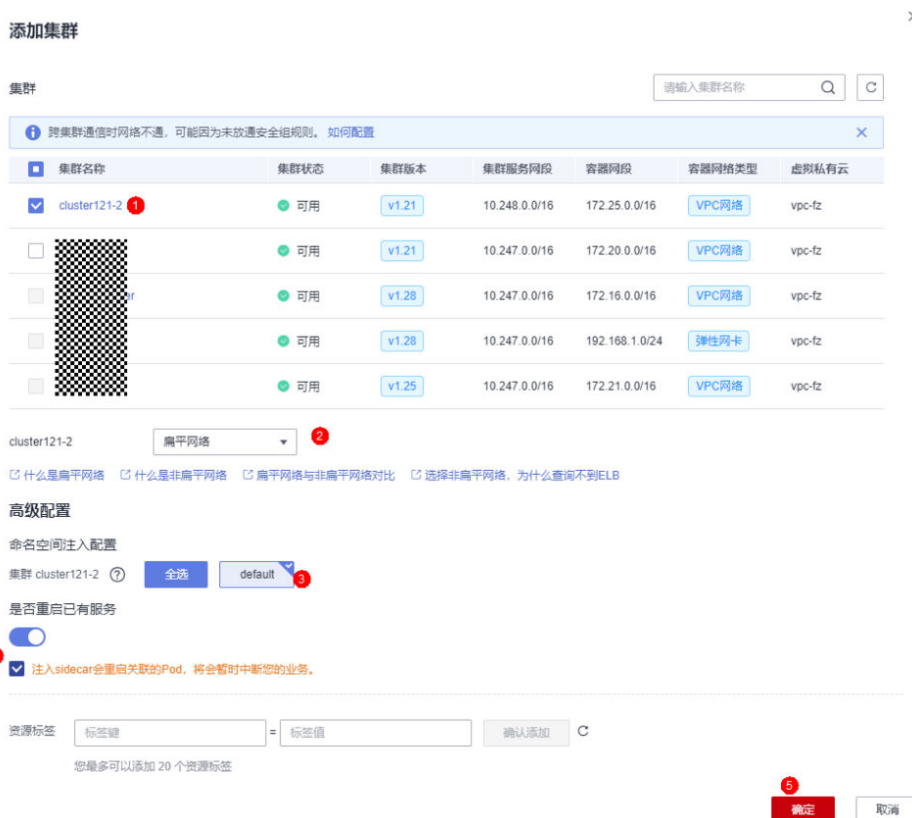 添加集群
集群 请输入集群名称
跨集群通信时网络不通，可能因为未放通安全组规则。 如何配置
集群名称 集群状态 集群版本 集群服务网段 容器网段 容器网络类型 虚拟私有云
cluster121-2 1 可用 v1.21 10.248.0.0/16 172.25.0.0/16 VPC网络 vpc-fz
可用 v1.21 10.247.0.0/16 172.20.0.0/16 VPC网络 vpc-fz
er 可用 v1.28 10.247.0.0/16 172.16.0.0/16 VPC网络 vpc-fz
可用 v1.28 10.247.0.0/16 192.168.1.0/24 弹性网卡 vpc-fz
可用 v1.25 10.247.0.0/16 172.21.0.0/16 VPC网络 vpc-fz
cluster121-2 扁平网络 2
什么是扁平网络 什么是非扁平网络 扁平网络与非扁平网络对比 选择非扁平网络，为什么查询不到ELB
高级配置
命名空间注入配置
集群 cluster121-2 ? 全选 default 3
是否重启已有服务
注入sidecar会重启关联的Pod，将会暂时中断您的业务。
资源标签 标签键 = 标签值 确认添加
您最多可以添加 20 个资源标签
5
确定 取消